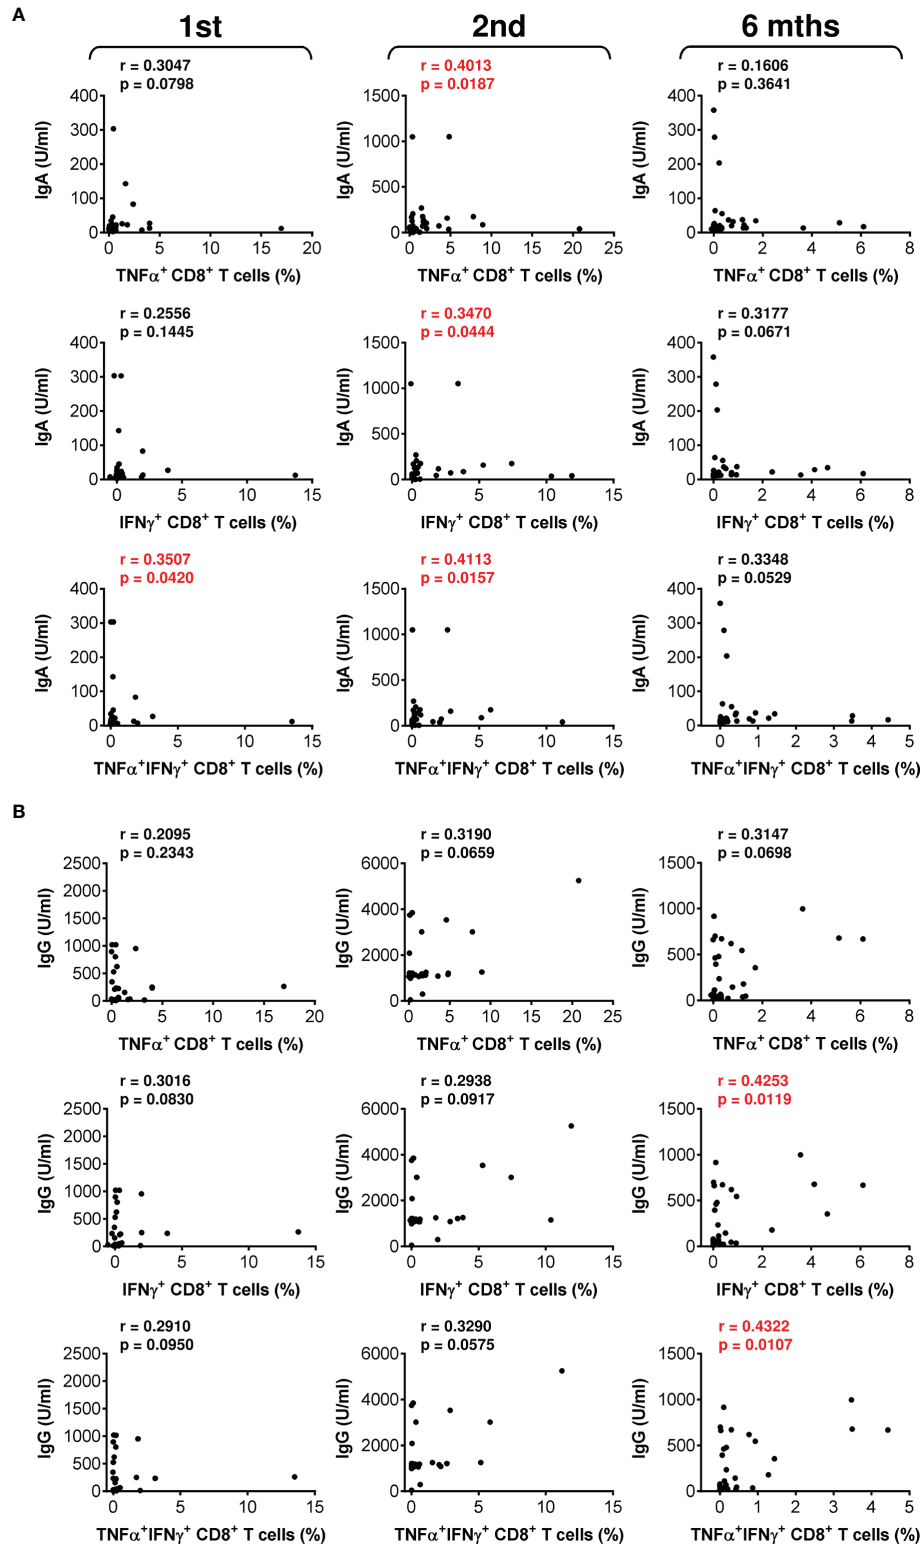 A
1st 2nd 6 mths
r = 0.3047
p = 0.0798
400
300
200
100
0
IgA (U/ml)
0 5 10 15 20
TNFα⁺ CD8⁺ T cells (%)
r = 0.4013
p = 0.0187
1500
1000
500
0
IgA (U/ml)
0 5 10 15 20 25
TNFα⁺ CD8⁺ T cells (%)
r = 0.1606
p = 0.3641
400
300
200
100
0
IgA (U/ml)
0 2 4 6 8
TNFα⁺ CD8⁺ T cells (%)
r = 0.2556
p = 0.1445
400
300
200
100
0
IgA (U/ml)
0 5 10 15
IFNγ⁺ CD8⁺ T cells (%)
r = 0.3470
p = 0.0444
1500
1000
500
0
IgA (U/ml)
0 5 10 15
IFNγ⁺ CD8⁺ T cells (%)
r = 0.3177
p = 0.0671
400
300
200
100
0
IgA (U/ml)
0 2 4 6 8
IFNγ⁺ CD8⁺ T cells (%)
r = 0.3507
p = 0.0420
400
300
200
100
0
IgA (U/ml)
0 5 10 15
TNFα⁺IFNγ⁺ CD8⁺ T cells (%)
r = 0.4113
p = 0.0157
1500
1000
500
0
IgA (U/ml)
0 5 10 15
TNFα⁺IFNγ⁺ CD8⁺ T cells (%)
r = 0.3348
p = 0.0529
400
300
200
100
0
IgA (U/ml)
0 1 2 3 4 5
TNFα⁺IFNγ⁺ CD8⁺ T cells (%)
B
r = 0.2095
p = 0.2343
2500
2000
1500
1000
500
0
IgG (U/ml)
0 5 10 15 20
TNFα⁺ CD8⁺ T cells (%)
r = 0.3190
p = 0.0659
6000
4000
2000
0
IgG (U/ml)
0 5 10 15 20 25
TNFα⁺ CD8⁺ T cells (%)
r = 0.3147
p = 0.0698
1500
1000
500
0
IgG (U/ml)
0 2 4 6 8
TNFα⁺ CD8⁺ T cells (%)
r = 0.3016
p = 0.0830
2500
2000
1500
1000
500
0
IgG (U/ml)
0 5 10 15
IFNγ⁺ CD8⁺ T cells (%)
r = 0.2938
p = 0.0917
6000
4000
2000
0
IgG (U/ml)
0 5 10 15
IFNγ⁺ CD8⁺ T cells (%)
r = 0.4253
p = 0.0119
1500
1000
500
0
IgG (U/ml)
0 2 4 6 8
IFNγ⁺ CD8⁺ T cells (%)
r = 0.2910
p = 0.0950
2500
2000
1500
1000
500
0
IgG (U/ml)
0 5 10 15
TNFα⁺IFNγ⁺ CD8⁺ T cells (%)
r = 0.3290
p = 0.0575
6000
4000
2000
0
IgG (U/ml)
0 5 10 15
TNFα⁺IFNγ⁺ CD8⁺ T cells (%)
r = 0.4322
p = 0.0107
1500
1000
500
0
IgG (U/ml)
0 1 2 3 4 5
TNFα⁺IFNγ⁺ CD8⁺ T cells (%)